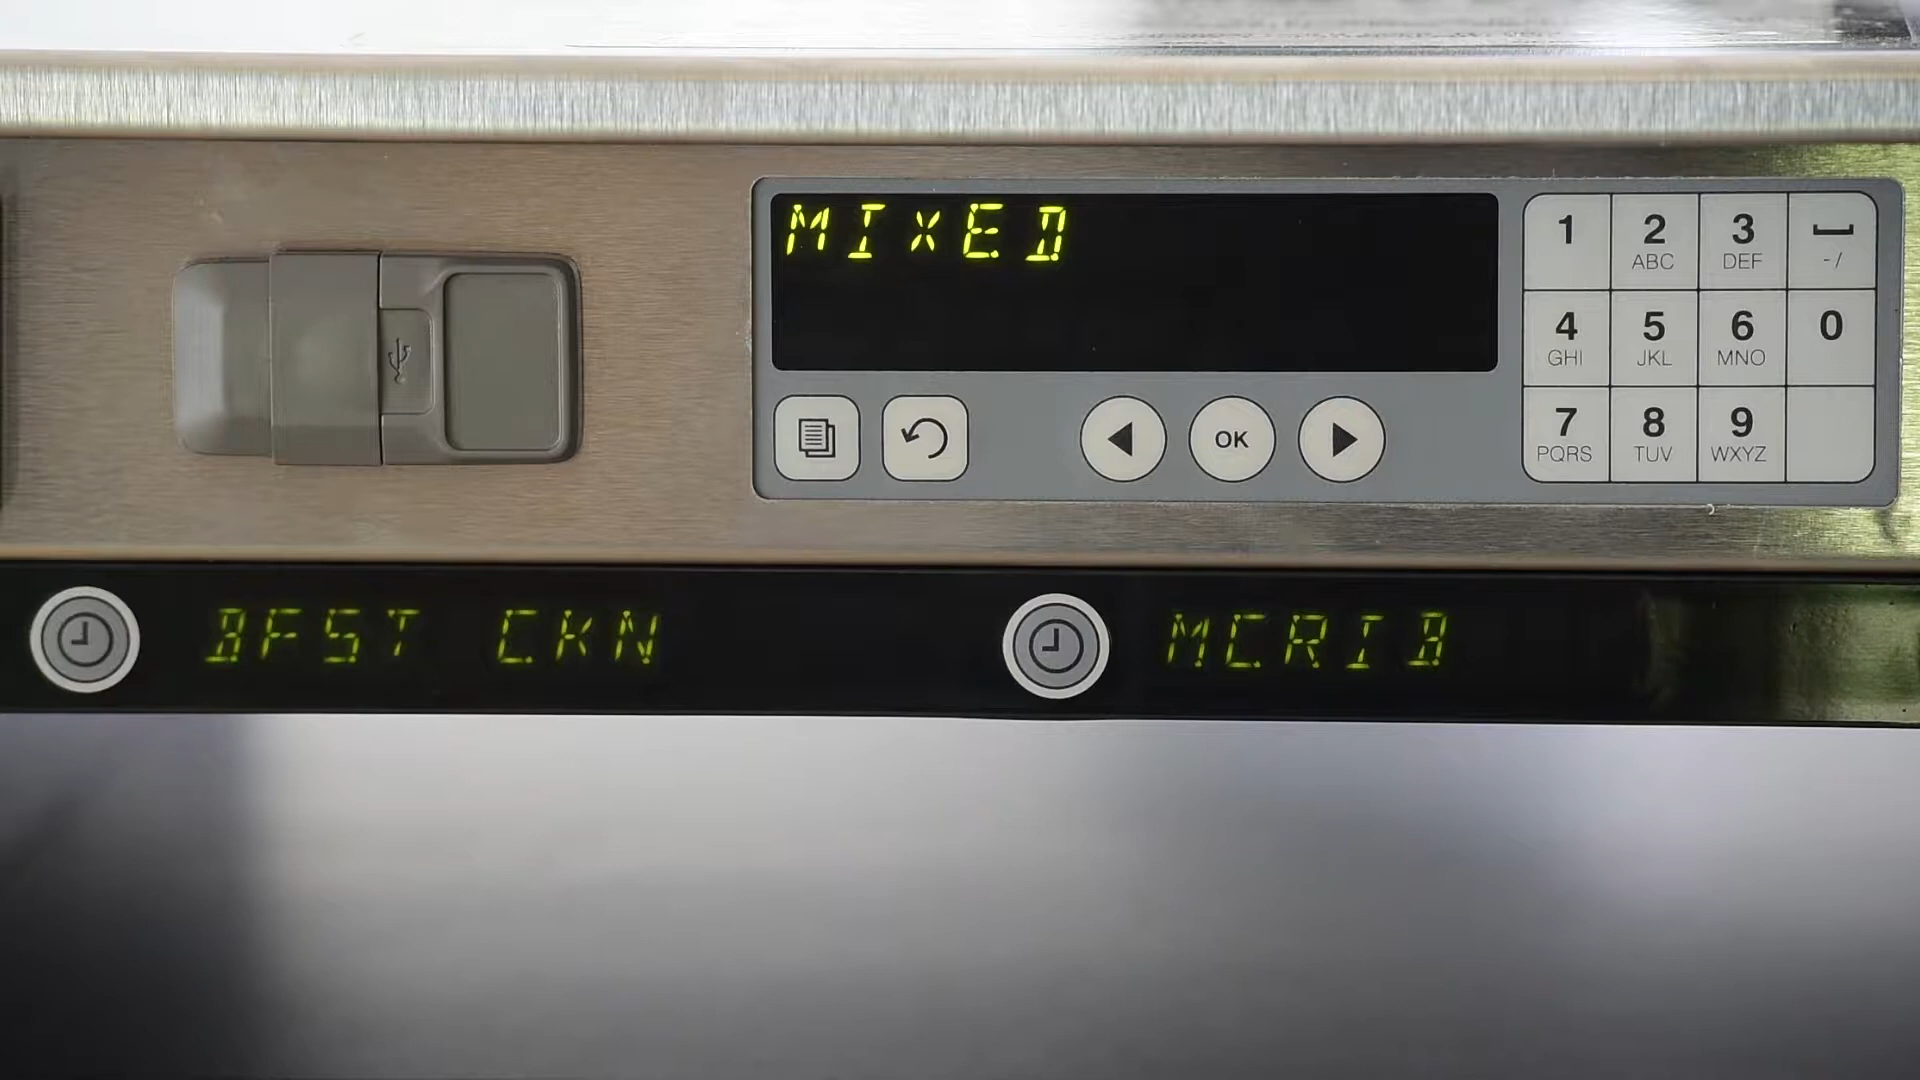 MIXED
1 2 3
ABC DEF -/
4 5 6 0
GHI JKL MNO
OK
7 8 9
PQRS TUV WXYZ
BFST CKN MCRIB